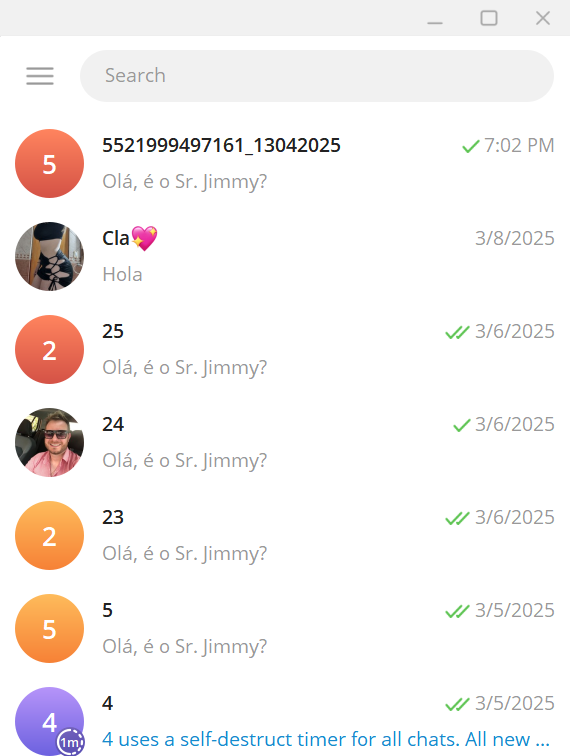 Search
5
5521999497161_13042025
7:02 PM
Olá, é o Sr. Jimmy?
Cla💖
3/8/2025
Hola
2
25
3/6/2025
Olá, é o Sr. Jimmy?
24
3/6/2025
Olá, é o Sr. Jimmy?
2
23
3/6/2025
Olá, é o Sr. Jimmy?
5
5
3/5/2025
Olá, é o Sr. Jimmy?
4
1m
4
3/5/2025
4 uses a self-destruct timer for all chats. All new ...